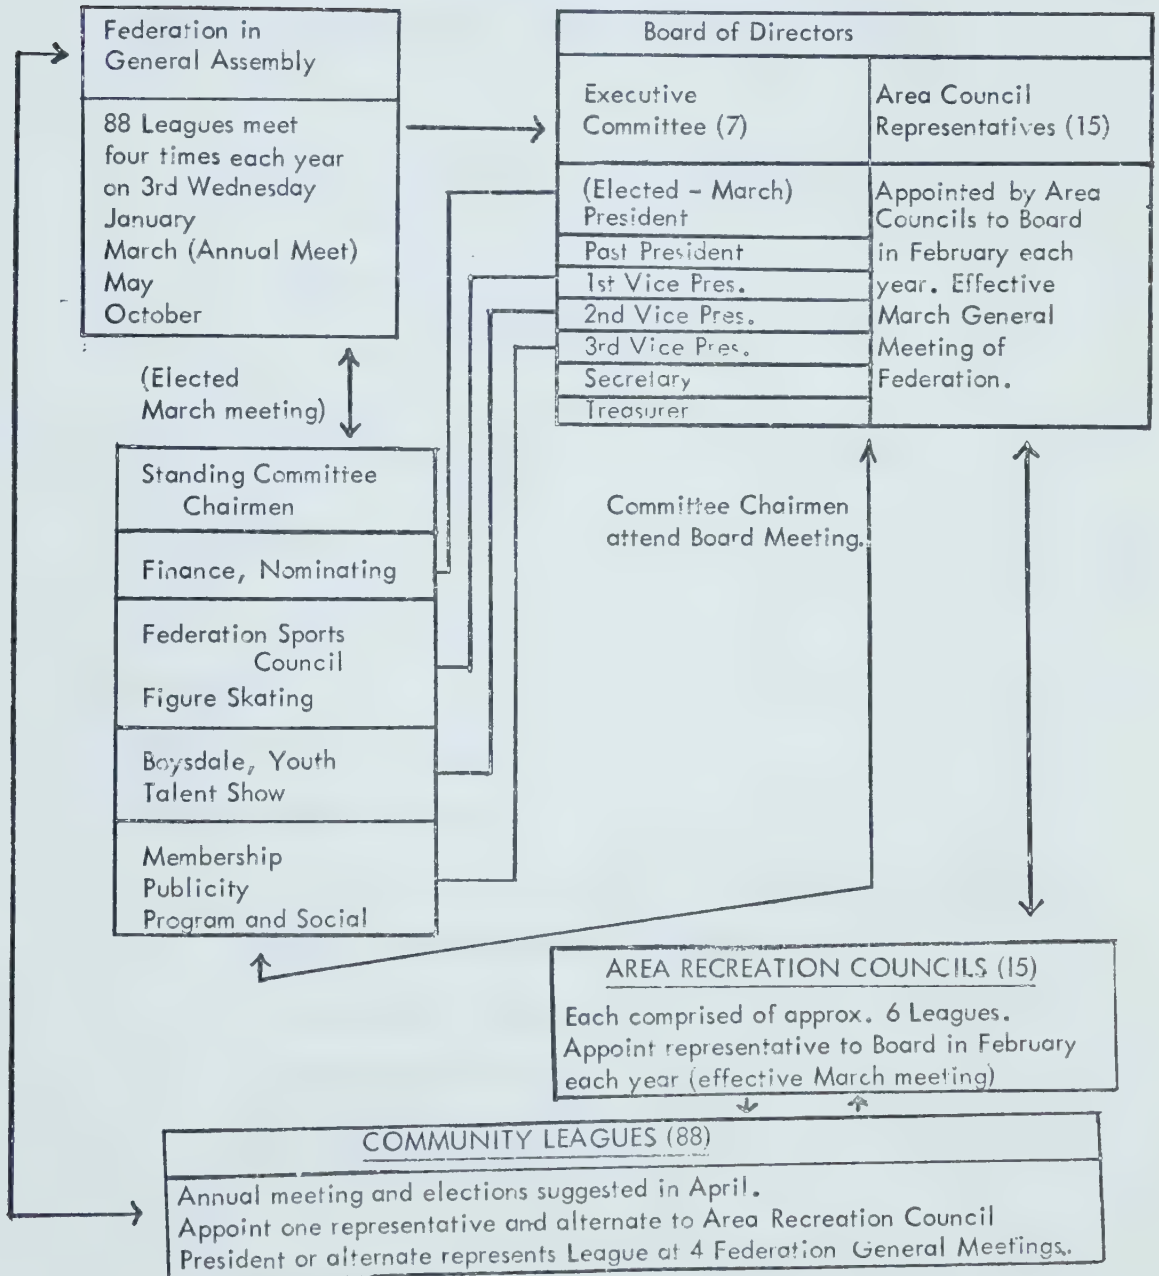 Federation in
General Assembly
88 Leagues meet
four times each year
on 3rd Wednesday
January
March (Annual Meet)
May
October
Board of Directors
Executive
Committee (7)
Area Council
Representatives (15)
(Elected - March)
President
Past President
1st Vice Pres.
2nd Vice Pres.
3rd Vice Pres.
Secretary
Treasurer
Appointed by Area
Councils to Board
in February each
year. Effective
March General
Meeting of
Federation.
(Elected
March meeting)
Standing Committee
Chairmen
Finance, Nominating
Federation Sports
Council
Figure Skating
Boysdale, Youth
Talent Show
Membership
Publicity
Program and Social
Committee Chairmen
attend Board Meeting.
AREA RECREATION COUNCILS (15)
Each comprised of approx. 6 Leagues.
Appoint representative to Board in February
each year (effective March meeting)
COMMUNITY LEAGUES (88)
Annual meeting and elections suggested in April.
Appoint one representative and alternate to Area Recreation Council
President or alternate represents League at 4 Federation General Meetings.